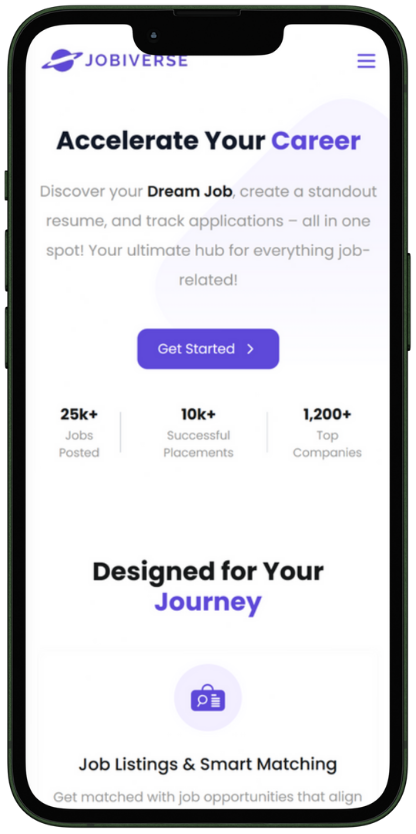 JOBIVERSE
Accelerate Your Career
Discover your Dream Job, create a standout
resume, and track applications – all in one
spot! Your ultimate hub for everything job-
related!
Get Started
25k+
Jobs
Posted
10k+
Successful
Placements
1,200+
Top
Companies
Designed for Your
Journey
Job Listings & Smart Matching
Get matched with job opportunities that align